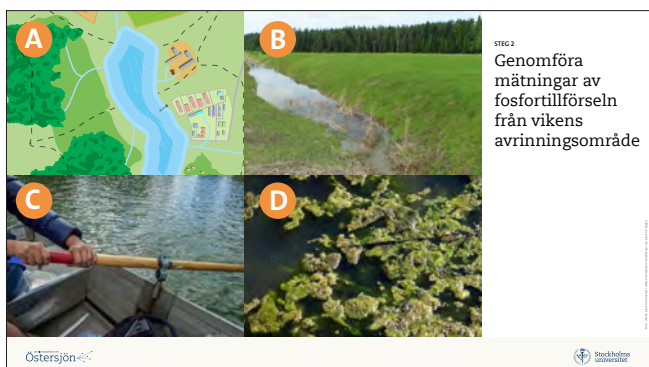 A
B
STEG 2
Genomföra
mätningar av
fosfortillförseln
från vikens
avrinningsområde
C
D
Östersjön
Stockholms
universitet